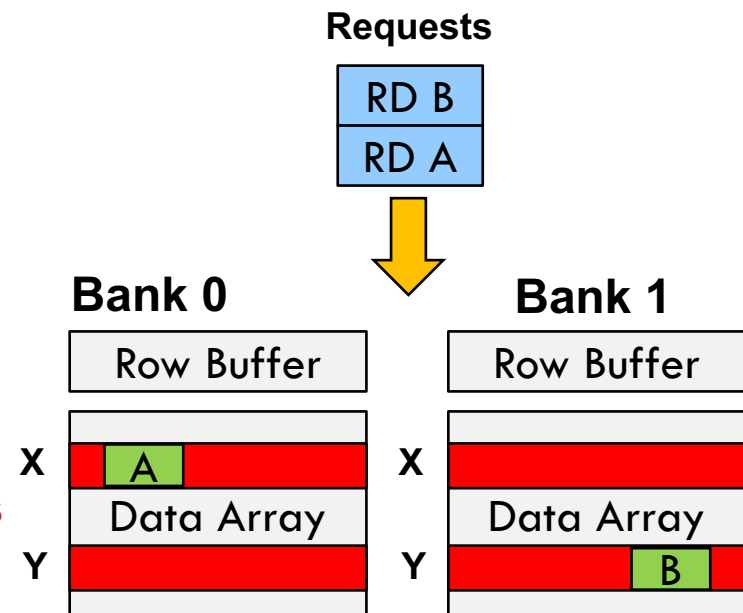 Requests
RD B
RD A
Bank 0 Bank 1
Row Buffer Row Buffer
X A X
Data Array Data Array
Y Y B